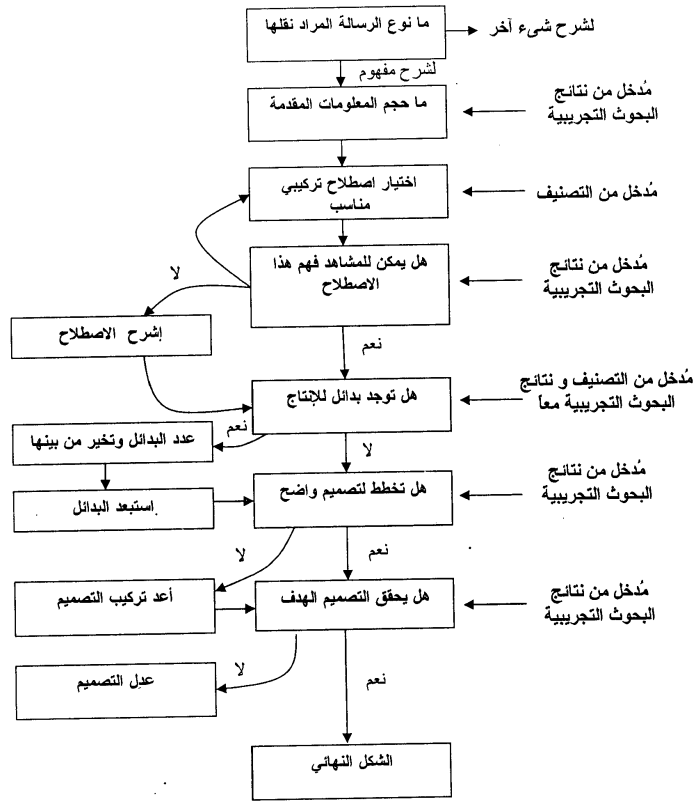 ما نوع الرسالة المراد نقلها
لشرح شىء آخر
لشرح مفهوم
ما حجم المعلومات المقدمة
مُدخل من نتائج
البحوث التجريبية
اختيار اصطلاح تركيبي
مناسب
مُدخل من التصنيف
هل يمكن للمشاهد فهم هذا
الاصطلاح
مُدخل من نتائج
البحوث التجريبية
لا
إشرح الاصطلاح
نعم
هل توجد بدائل للإنتاج
مُدخل من التصنيف و نتائج
البحوث التجريبية معاً
نعم
عدد البدائل وتخير من بينها
لا
هل تخطط لتصميم واضح
مُدخل من نتائج
البحوث التجريبية
استبعد البدائل
لا
نعم
أعد تركيب التصميم
هل يحقق التصميم الهدف
مُدخل من نتائج
البحوث التجريبية
لا
عدل التصميم
نعم
الشكل النهائي